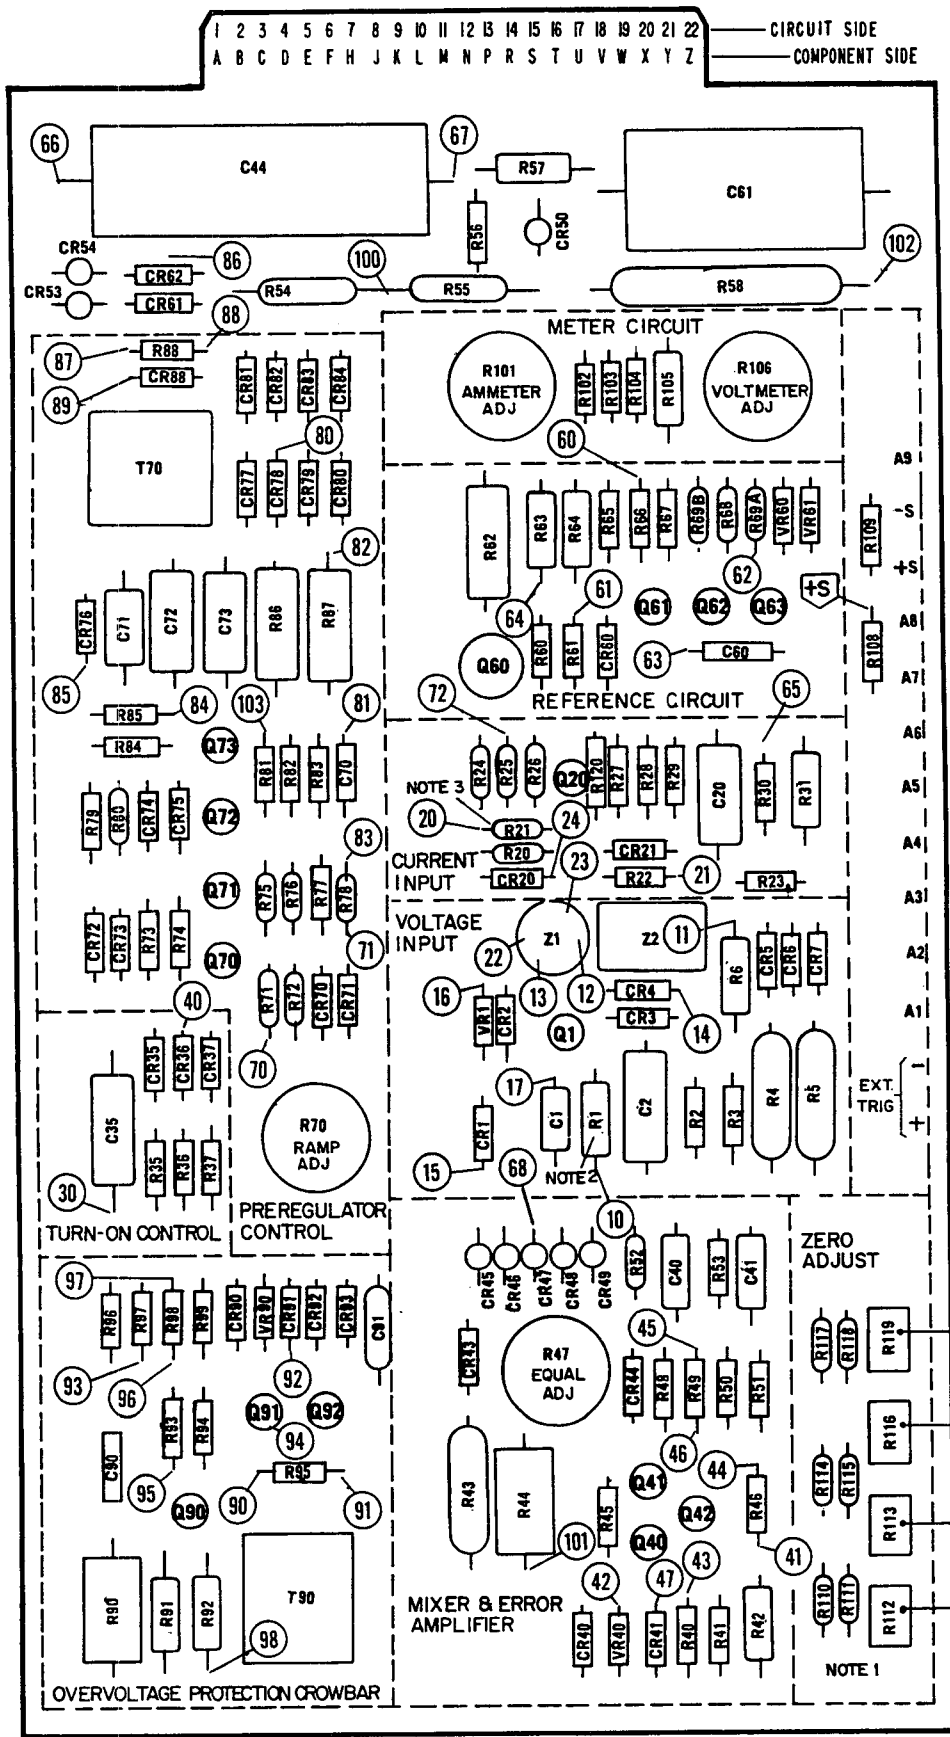 1 2 3 4 5 6 7 8 9 10 11 12 13 14 15 16 17 18 19 20 21 22 CIRCUIT SIDE
A B C D E F H J K L M N P R S T U V W X Y Z COMPONENT SIDE
66 C44 67 R57 C61
R56 CR50
CR54 86 100 102
CR62
CR53 CR61 R54 R55 R58
88
87 R88
89 CR88
CR81 CR82 CR83 CR84
T70
80
CR77 CR78 CR79 CR80
82
CR76 C71 C72 C73 R86 R87
85 84 103 81
R85
R84 Q73
R81 R82 R83 C70
R79 R80 CR74 CR75 Q72
83
Q71 R75 R76 R77 R78
CR72 CR73 R73 R74 Q70 71
40 R71 R72 CR70 CR71
70
METER CIRCUIT
R101 AMMETER ADJ
R102 R103 R104 R105
R106 VOLTMETER ADJ
60
R62 R63 R64 R65 R66 R67 R69B R68 R69A VR60 VR61
64 61 62
Q61 Q62 Q63
Q60 R60 R61 CR60 63 C60
REFERENCE CIRCUIT
A9
-S
R109
+S
+S
A8
R108
A7
A6
A5
A4
A3
A2
A1
-
EXT.
TRIG
+
72 65
R24 R25 R26 Q20 R120 R27 R28 R29 C20 R30 R31
NOTE 3
20 R21 24
R20 23 CR21
CURRENT
INPUT
CR20 R22 21 R23
VOLTAGE
INPUT
Z1 Z2 11
22 R6 CR5 CR6 CR7
16 13 12 CR4
VR1 CR2 Q1 CR3 14
17
CR1 C1 R1 C2 R2 R3 R4 R5
15 68 NOTE 2
10
CR35 CR36 CR37
C35
R35 R36 R37
30
TURN-ON CONTROL
R70
RAMP
ADJ
PREREGULATOR
CONTROL
97
R96 R97 R98 R99 CR90 VR90 CR91 CR92 CR93 C91
93 96 92
R93 R94 Q91 Q92
94
C90 95 R95
Q90 90 91
R90 R91 R92 T90
98
OVERVOLTAGE PROTECTION CROWBAR
CR45 CR46 CR47 CR48 CR49 R52 C40 R53 C41
45
CR43 R47 EQUAL ADJ CR44 R48 R49 R50 R51
46 44
R43 R44 R45 Q41 Q42 R46
101 Q40 41
42 47 43
MIXER & ERROR
AMPLIFIER
CR40 VR40 CR41 R40 R41 R42
ZERO
ADJUST
R117 R118 R119
R116
R114 R115
R113
R110 R111 R112
NOTE 1